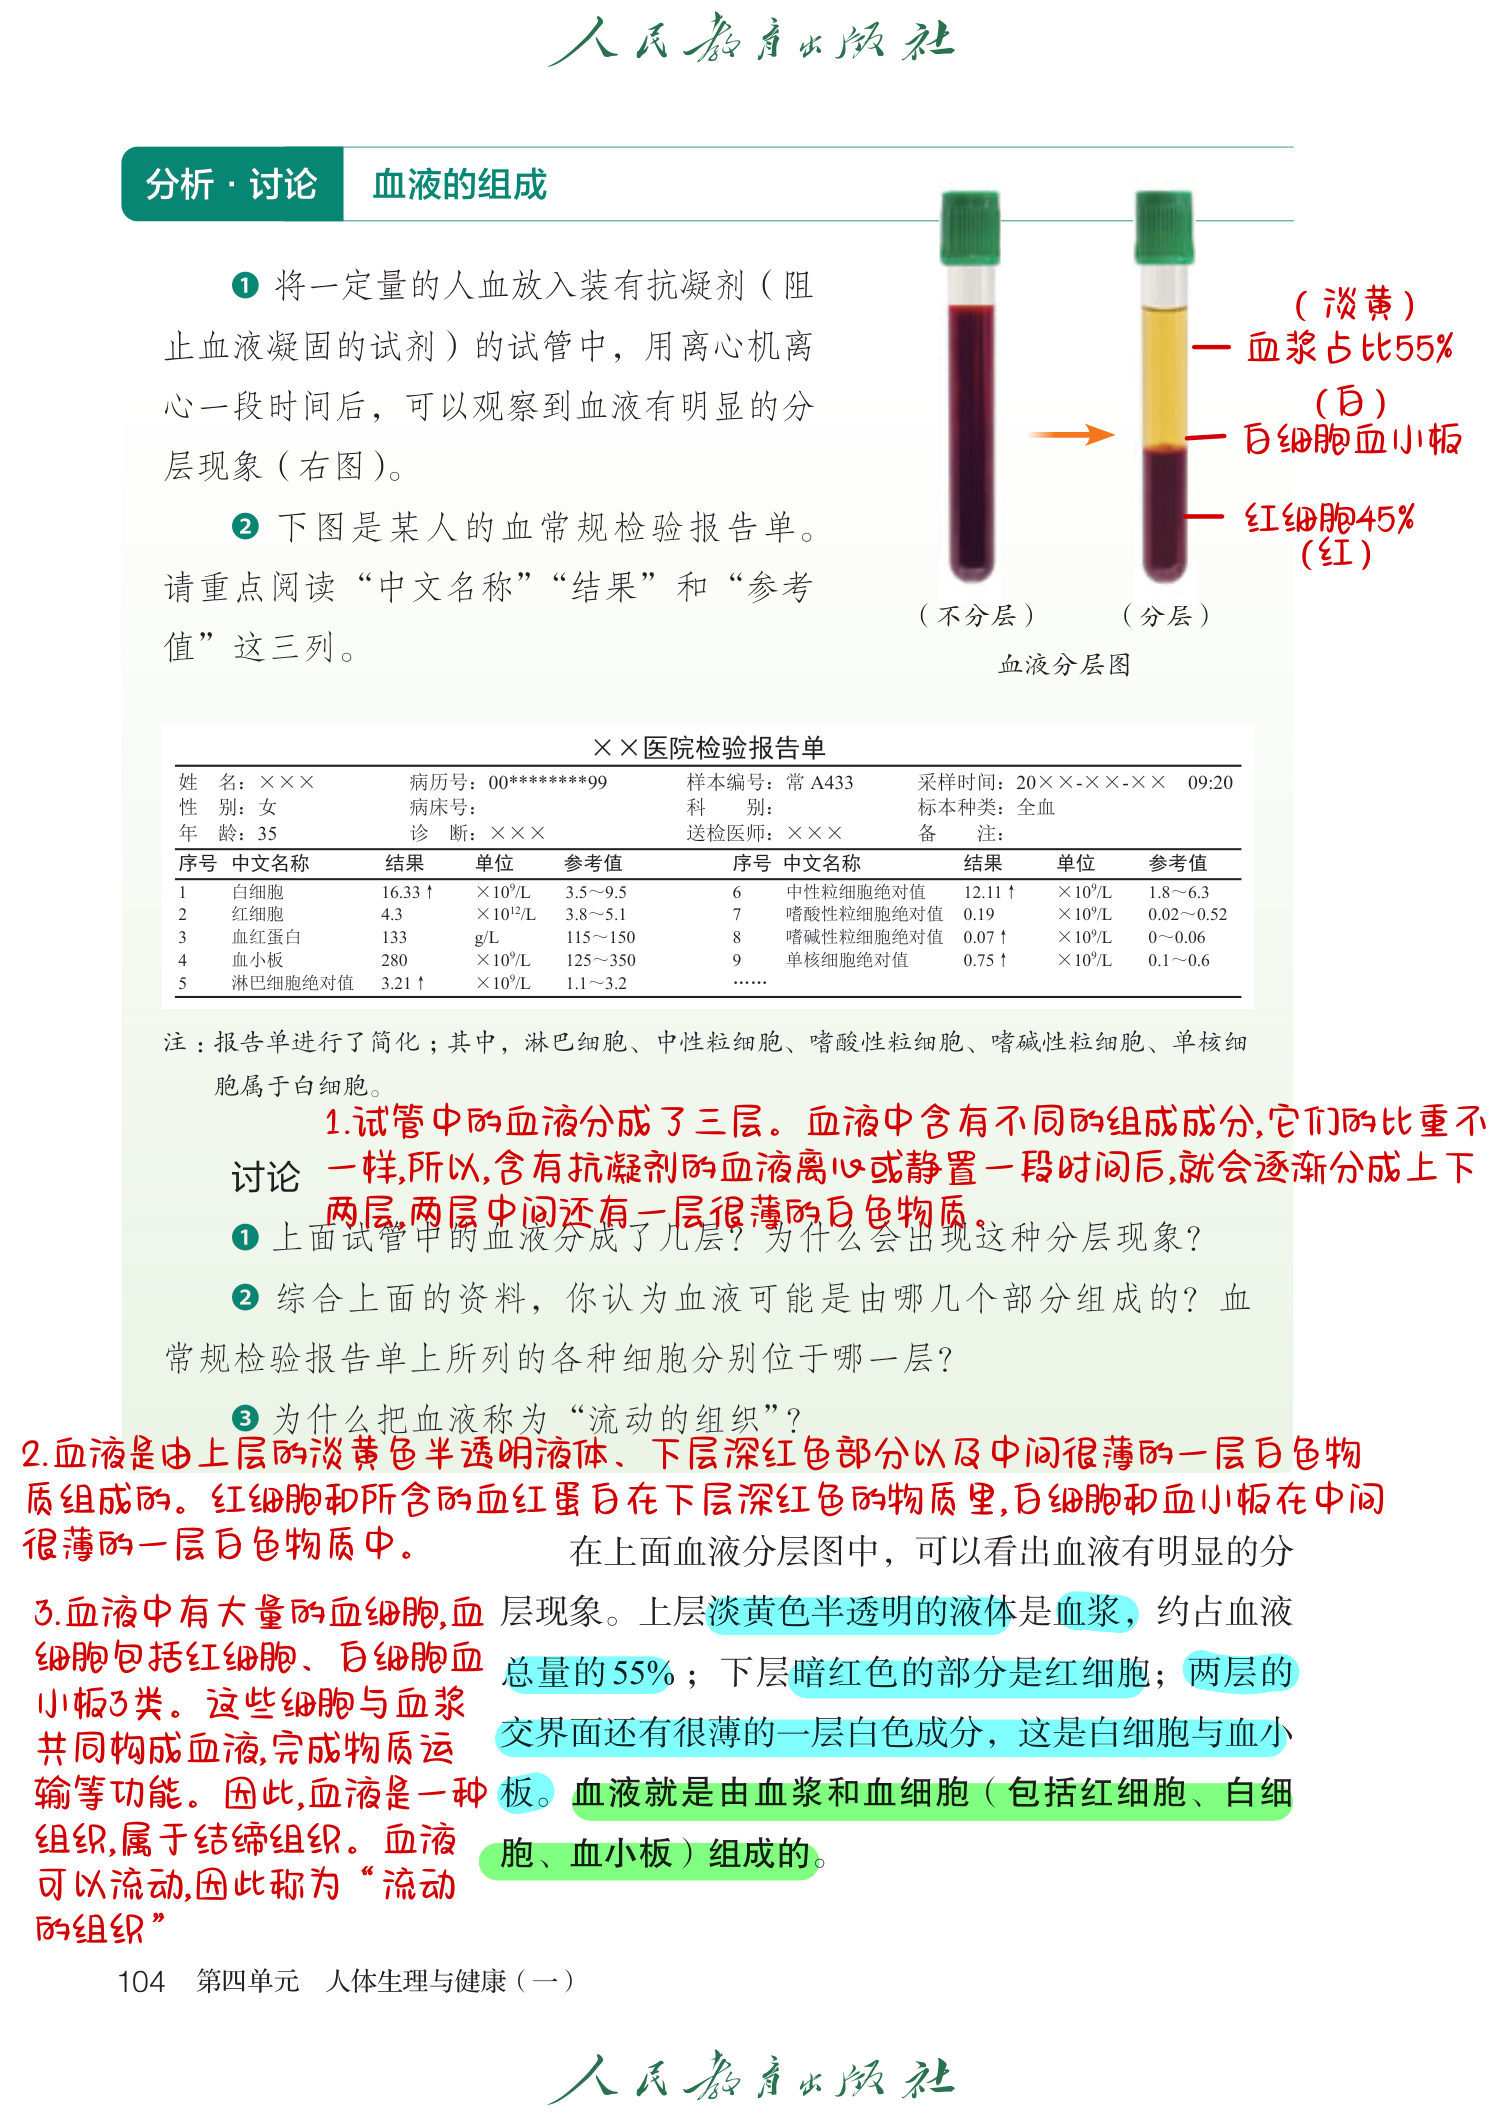 人民教育出版社
分析·讨论 血液的组成
❶ 将一定量的人血放入装有抗凝剂（阻
止血液凝固的试剂）的试管中，用离心机离
心一段时间后，可以观察到血液有明显的分
层现象（右图）。
❷ 下图是某人的血常规检验报告单。
请重点阅读“中文名称”“结果”和“参考
值”这三列。
（淡黄）
血浆占比55%
（白）
白细胞血小板
红细胞45%
（红）
（不分层） （分层）
血液分层图
××医院检验报告单
姓 名：××× 病历号：00********99 样本编号：常 A433 采样时间：20××-××-×× 09:20
性 别：女 病床号： 科 别： 标本种类：全血
年 龄：35 诊 断：××× 送检医师：××× 备 注：
序号 中文名称 结果 单位 参考值 序号 中文名称 结果 单位 参考值
1 白细胞 16.33↑ ×10⁹/L 3.5～9.5 6 中性粒细胞绝对值 12.11↑ ×10⁹/L 1.8～6.3
2 红细胞 4.3 ×10¹²/L 3.8～5.1 7 嗜酸性粒细胞绝对值 0.19 ×10⁹/L 0.02～0.52
3 血红蛋白 133 g/L 115～150 8 嗜碱性粒细胞绝对值 0.07↑ ×10⁹/L 0～0.06
4 血小板 280 ×10⁹/L 125～350 9 单核细胞绝对值 0.75↑ ×10⁹/L 0.1～0.6
5 淋巴细胞绝对值 3.21↑ ×10⁹/L 1.1～3.2 ……
注：报告单进行了简化；其中，淋巴细胞、中性粒细胞、嗜酸性粒细胞、嗜碱性粒细胞、单核细
胞属于白细胞。
1.试管中的血液分成了三层。血液中含有不同的组成成分,它们的比重不
一样,所以,含有抗凝剂的血液离心或静置一段时间后,就会逐渐分成上下
两层,两层中间还有一层很薄的白色物质。
讨论
❶ 上面试管中的血液分成了几层？为什么会出现这种分层现象？
❷ 综合上面的资料，你认为血液可能是由哪几个部分组成的？血
常规检验报告单上所列的各种细胞分别位于哪一层？
❸ 为什么把血液称为“流动的组织”？
2.血液是由上层的淡黄色半透明液体、下层深红色部分以及中间很薄的一层白色物
质组成的。红细胞和所含的血红蛋白在下层深红色的物质里,白细胞和血小板在中间
很薄的一层白色物质中。
3.血液中有大量的血细胞,血
细胞包括红细胞、白细胞血
小板3类。这些细胞与血浆
共同构成血液,完成物质运
输等功能。因此,血液是一种
组织,属于结缔组织。血液
可以流动,因此称为“流动
的组织”
在上面血液分层图中，可以看出血液有明显的分
层现象。上层淡黄色半透明的液体是血浆，约占血液
总量的55%；下层暗红色的部分是红细胞；两层的
交界面还有很薄的一层白色成分，这是白细胞与血小
板。血液就是由血浆和血细胞（包括红细胞、白细
胞、血小板）组成的。
104 第四单元 人体生理与健康（一）
人民教育出版社